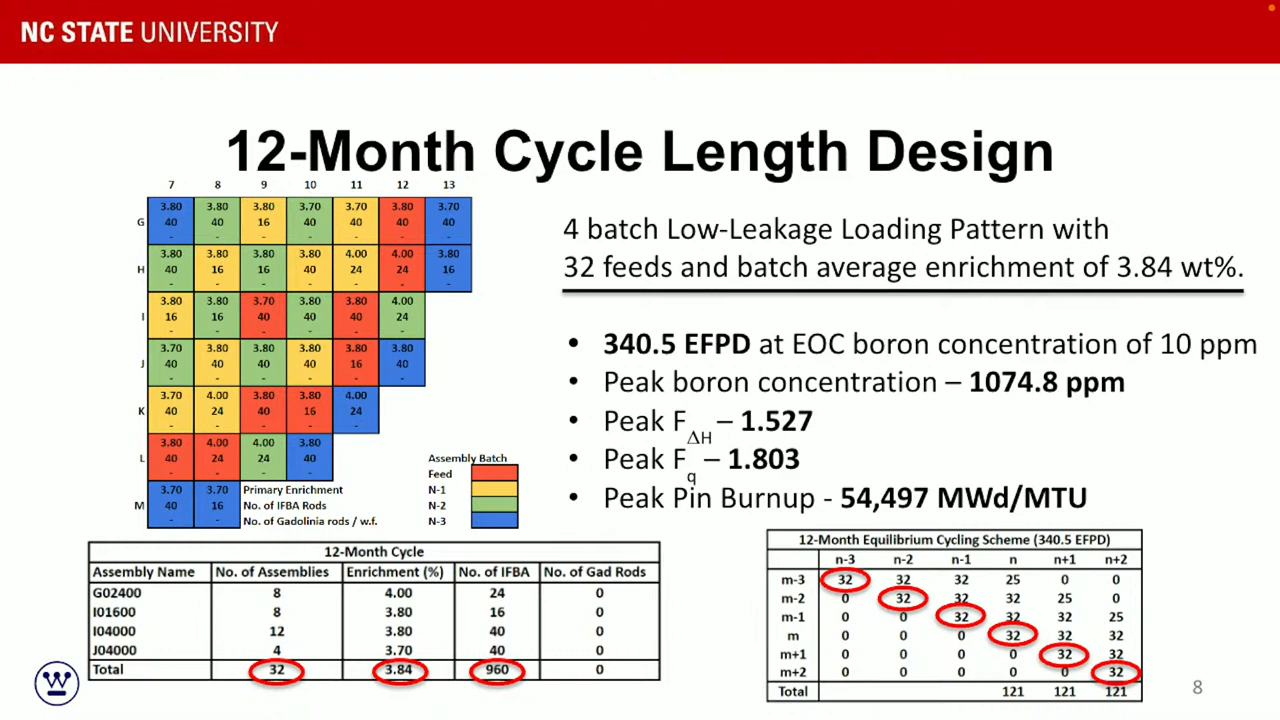 NC STATE UNIVERSITY
12-Month Cycle Length Design
7 8 9 10 11 12 13
G 3.80 3.80 3.80 3.70 3.70 3.80 3.70
40 40 16 40 40 40 40
- - - - - - -
H 3.80 3.80 3.80 3.80 4.00 4.00 3.80
40 16 16 40 24 24 16
- - - - - - -
I 3.80 3.80 3.70 3.80 3.80 4.00
16 16 40 40 40 24
- - - - - -
J 3.70 3.80 3.80 3.80 3.80 3.80
40 40 40 40 16 40
- - - - - -
K 3.70 4.00 3.80 3.80 4.00
40 24 40 16 24
- - - - -
L 3.80 4.00 4.00 3.80
40 24 24 40
- - - -
M 3.70 3.70 Primary Enrichment
40 16 No. of IFBA Rods
- - No. of Gadolinia rods / w.f.
Assembly Batch
Feed
N-1
N-2
N-3
4 batch Low-Leakage Loading Pattern with
32 feeds and batch average enrichment of 3.84 wt%.
• 340.5 EFPD at EOC boron concentration of 10 ppm
• Peak boron concentration – 1074.8 ppm
• Peak FΔH – 1.527
• Peak Fq – 1.803
• Peak Pin Burnup - 54,497 MWd/MTU
12-Month Cycle
Assembly Name No. of Assemblies Enrichment (%) No. of IFBA No. of Gad Rods
G02400 8 4.00 24 0
I01600 8 3.80 16 0
I04000 12 3.80 40 0
J04000 4 3.70 40 0
Total 32 3.84 960 0
12-Month Equilibrium Cycling Scheme (340.5 EFPD)
n-3 n-2 n-1 n n+1 n+2
m-3 32 32 32 25 0 0
m-2 0 32 32 32 25 0
m-1 0 0 32 32 32 25
m 0 0 0 32 32 32
m+1 0 0 0 0 32 32
m+2 0 0 0 0 0 32
Total 121 121 121
W
8